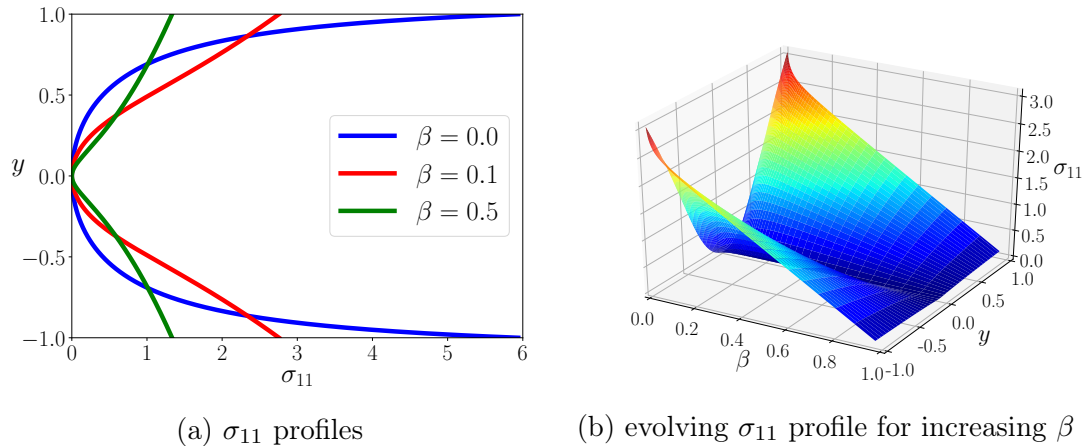 1.0
0.5
y
0.0
−0.5
−1.0
0 1 2 3 4 5 6
σ11
β = 0.0
β = 0.1
β = 0.5
3.0
2.5
2.0
1.5
1.0
0.5
0.0
σ11
0.0 0.2 0.4 0.6 0.8 1.0
β
-1.0 -0.5 0.0 0.5 1.0
y
(a) σ11 profiles
(b) evolving σ11 profile for increasing β